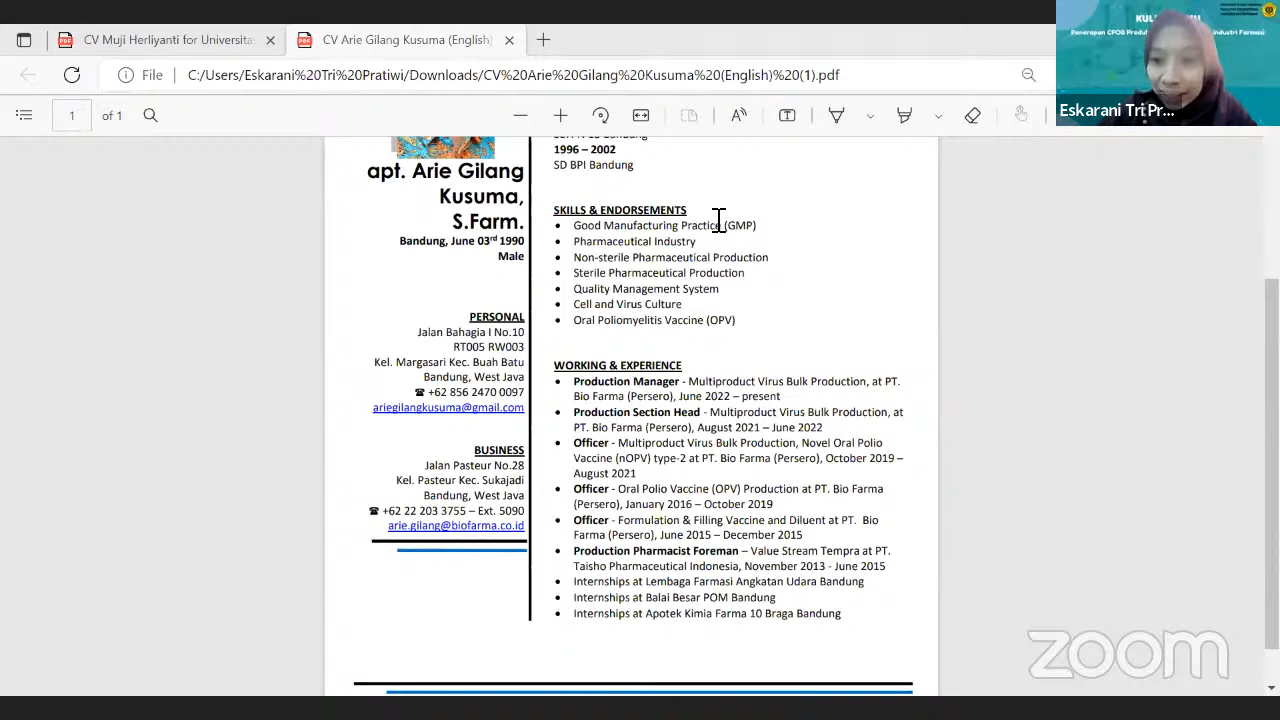 CV Muji Herliyanti for Universitas
CV Arie Gilang Kusuma (English)
File
C:/Users/Eskarani%20Tri%20Pratiwi/Downloads/CV%20Arie%20Gilang%20Kusuma%20(English)%20(1).pdf
1 of 1
Eskarani Tri Pr...
apt. Arie Gilang
Kusuma,
S.Farm.
Bandung, June 03rd 1990
Male
PERSONAL
Jalan Bahagia I No.10
RT005 RW003
Kel. Margasari Kec. Buah Batu
Bandung, West Java
☎ +62 856 2470 0097
ariegilangkusuma@gmail.com
BUSINESS
Jalan Pasteur No.28
Kel. Pasteur Kec. Sukajadi
Bandung, West Java
☎ +62 22 203 3755 – Ext. 5090
arie.gilang@biofarma.co.id
1996 – 2002
SD BPI Bandung
SKILLS & ENDORSEMENTS
• Good Manufacturing Practice (GMP)
• Pharmaceutical Industry
• Non-sterile Pharmaceutical Production
• Sterile Pharmaceutical Production
• Quality Management System
• Cell and Virus Culture
• Oral Poliomyelitis Vaccine (OPV)
WORKING & EXPERIENCE
• Production Manager - Multiproduct Virus Bulk Production, at PT.
Bio Farma (Persero), June 2022 – present
• Production Section Head - Multiproduct Virus Bulk Production, at
PT. Bio Farma (Persero), August 2021 – June 2022
• Officer - Multiproduct Virus Bulk Production, Novel Oral Polio
Vaccine (nOPV) type-2 at PT. Bio Farma (Persero), October 2019 –
August 2021
• Officer - Oral Polio Vaccine (OPV) Production at PT. Bio Farma
(Persero), January 2016 – October 2019
• Officer - Formulation & Filling Vaccine and Diluent at PT. Bio
Farma (Persero), June 2015 – December 2015
• Production Pharmacist Foreman – Value Stream Tempra at PT.
Taisho Pharmaceutical Indonesia, November 2013 - June 2015
• Internships at Lembaga Farmasi Angkatan Udara Bandung
• Internships at Balai Besar POM Bandung
• Internships at Apotek Kimia Farma 10 Braga Bandung
zoom